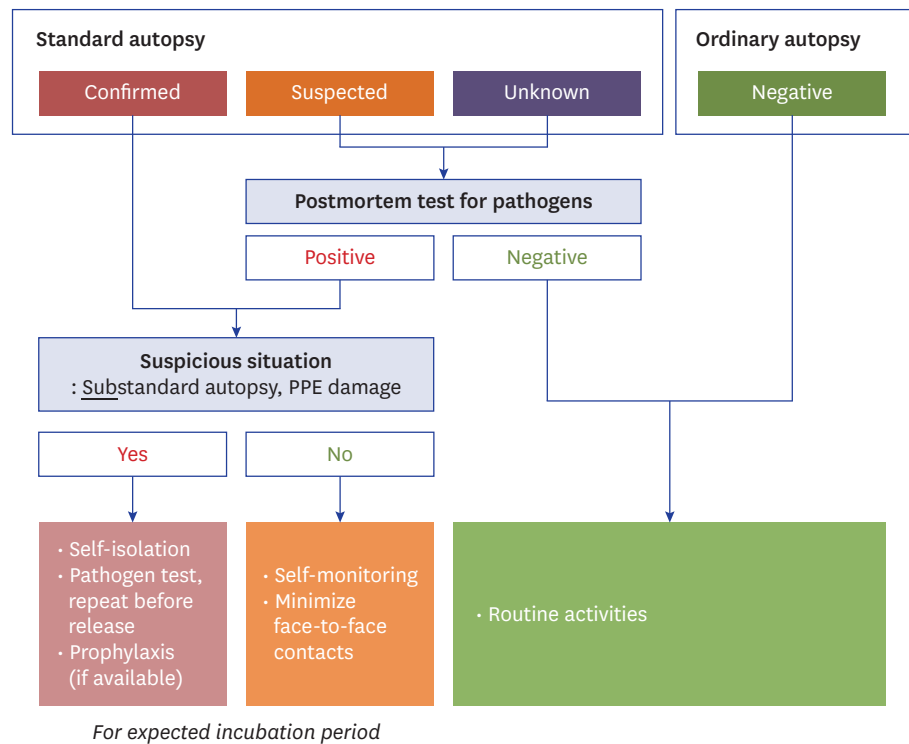 Standard autopsy
Ordinary autopsy
Confirmed
Suspected
Unknown
Negative
Postmortem test for pathogens
Positive
Negative
Suspicious situation
: Substandard autopsy, PPE damage
Yes
No
· Self-isolation
· Pathogen test,
repeat before
release
· Prophylaxis
(if available)
· Self-monitoring
· Minimize
face-to-face
contacts
· Routine activities
For expected incubation period